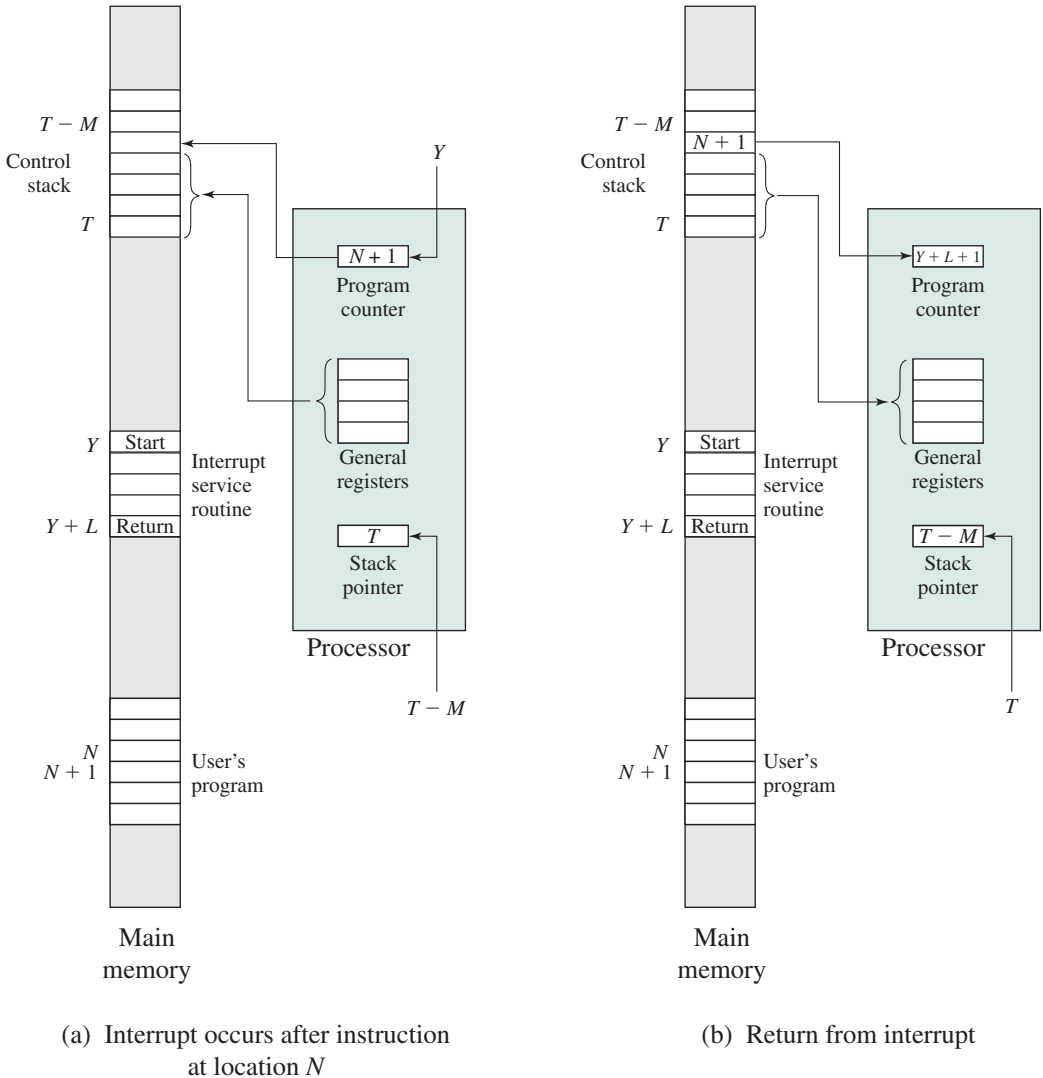 T − M
Control
stack
T
Y
N + 1
Program
counter
Y
Start
Interrupt
service
routine
Y + L
Return
General
registers
T
Stack
pointer
Processor
T − M
N
N + 1
User's
program
Main
memory
(a) Interrupt occurs after instruction
at location N
T − M
N + 1
Control
stack
T
Y + L + 1
Program
counter
Y
Start
Interrupt
service
routine
Y + L
Return
General
registers
T − M
Stack
pointer
Processor
T
N
N + 1
User's
program
Main
memory
(b) Return from interrupt